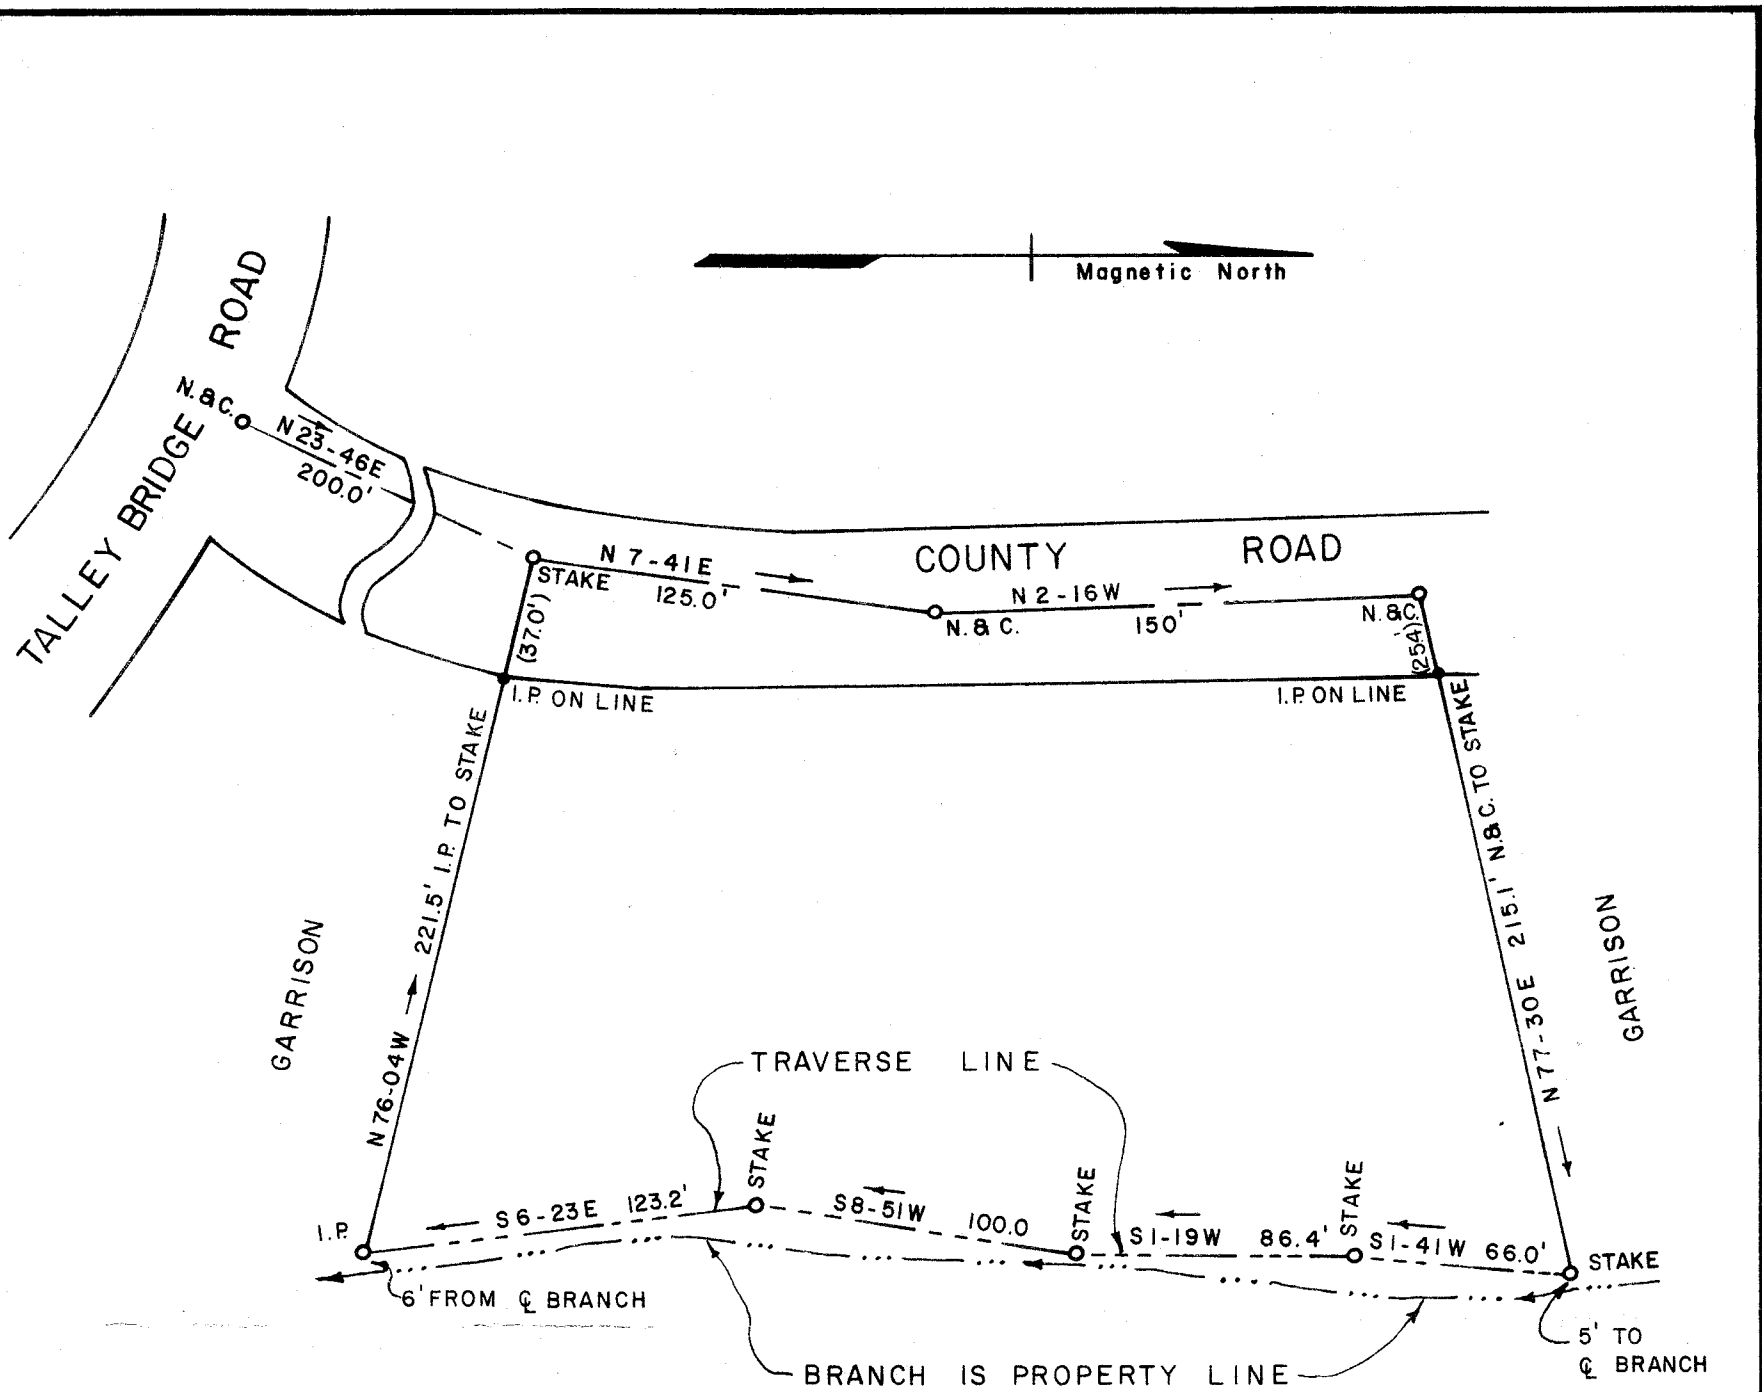 Magnetic North
TALLEY BRIDGE ROAD
N.&C.
N 23-46E
200.0'
STAKE
(37.0')
N 7-41E
125.0'
COUNTY ROAD
N 2-16W
N.&C.
150'
N.&C.
(25.4')
I.P. ON LINE
I.P. ON LINE
N76-04W 221.5' I.P. TO STAKE
N 77-30E 215.1' N.&C. TO STAKE
GARRISON
GARRISON
TRAVERSE LINE
STAKE
STAKE
STAKE
I.P.
S6-23E 123.2'
S8-51W 100.0
S1-19W 86.4'
S1-41W 66.0'
STAKE
6' FROM ℄ BRANCH
5' TO
℄ BRANCH
BRANCH IS PROPERTY LINE